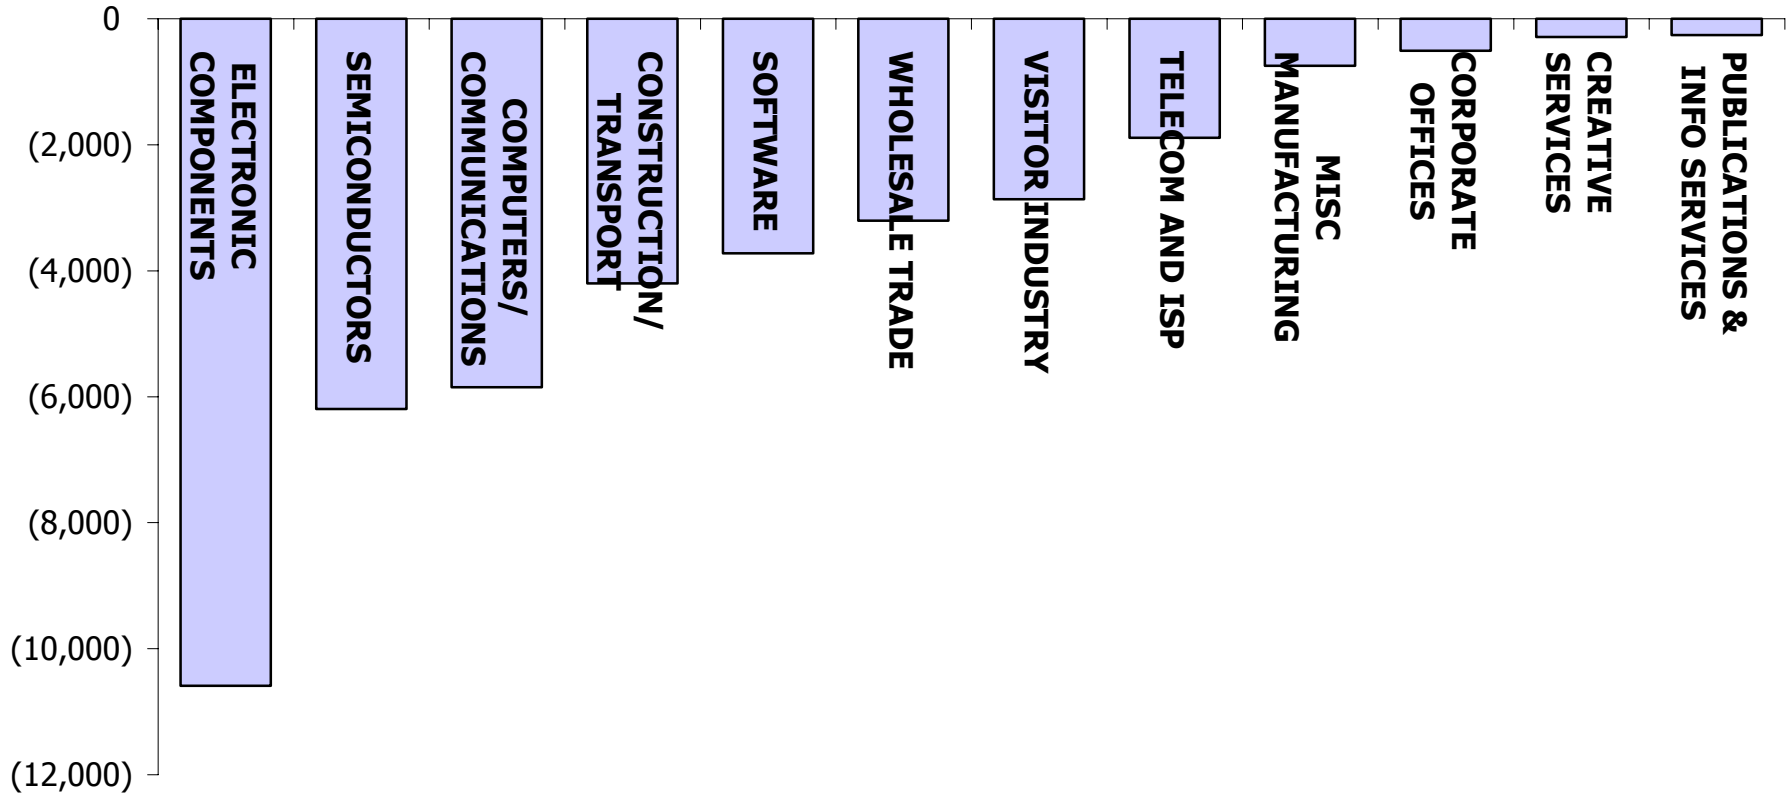 0
(2,000)
(4,000)
(6,000)
(8,000)
(10,000)
(12,000)
ELECTRONIC
COMPONENTS
SEMICONDUCTORS
COMPUTERS/
COMMUNICATIONS
CONSTRUCTION/
TRANSPORT
SOFTWARE
WHOLESALE TRADE
VISITOR INDUSTRY
TELECOM AND ISP
MISC
MANUFACTURING
CORPORATE
OFFICES
CREATIVE
SERVICES
PUBLICATIONS &
INFO SERVICES